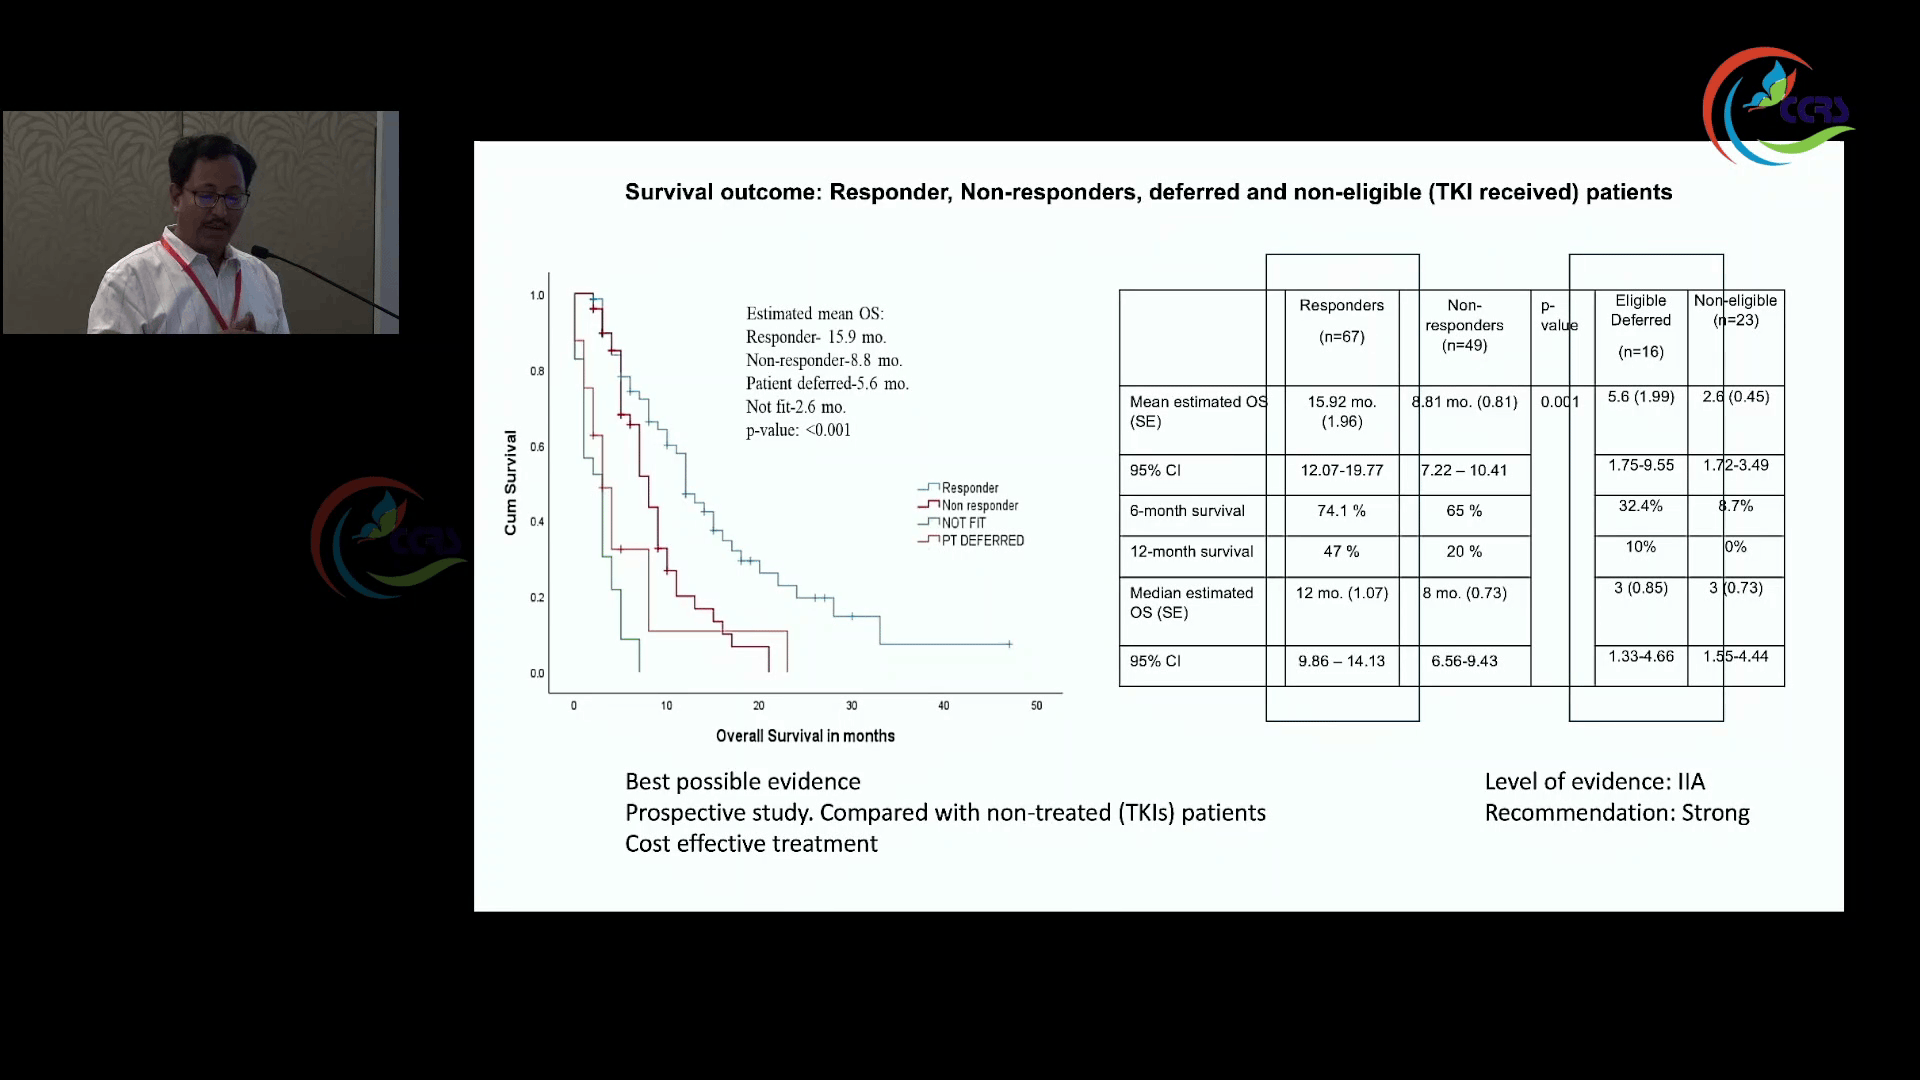 CCRS
Survival outcome: Responder, Non-responders, deferred and non-eligible (TKI received) patients
Estimated mean OS:
Responder- 15.9 mo.
Non-responder-8.8 mo.
Patient deferred-5.6 mo.
Not fit-2.6 mo.
p-value: <0.001
Responder
Non responder
NOT FIT
PT DEFERRED
Cum Survival
1.0
0.8
0.6
0.4
0.2
0.0
0 10 20 30 40 50
Overall Survival in months
Responders (n=67) Non-responders (n=49) p-value Eligible Deferred (n=16) Non-eligible (n=23)
Mean estimated OS (SE) 15.92 mo. (1.96) 8.81 mo. (0.81) 0.001 5.6 (1.99) 2.6 (0.45)
95% CI 12.07-19.77 7.22 – 10.41 1.75-9.55 1.72-3.49
6-month survival 74.1 % 65 % 32.4% 8.7%
12-month survival 47 % 20 % 10% 0%
Median estimated OS (SE) 12 mo. (1.07) 8 mo. (0.73) 3 (0.85) 3 (0.73)
95% CI 9.86 – 14.13 6.56-9.43 1.33-4.66 1.55-4.44
CCRS
Best possible evidence
Prospective study. Compared with non-treated (TKIs) patients
Cost effective treatment
Level of evidence: IIA
Recommendation: Strong